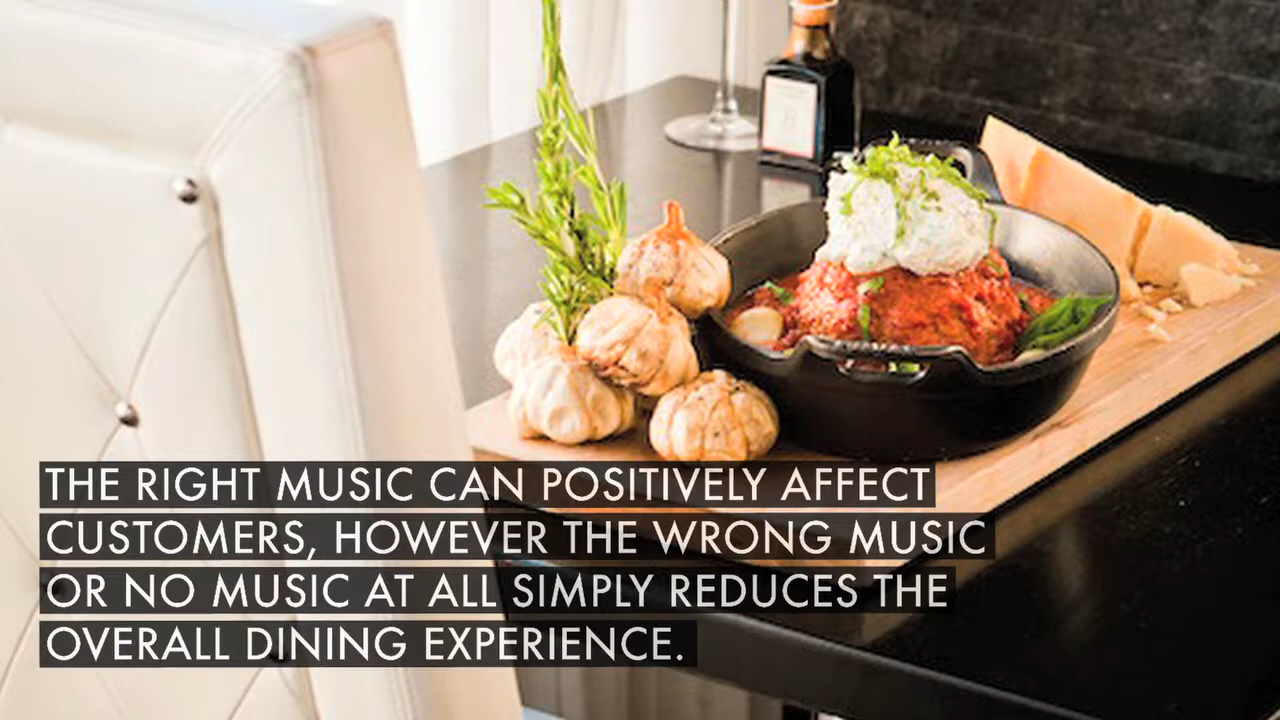 THE RIGHT MUSIC CAN POSITIVELY AFFECT
CUSTOMERS, HOWEVER THE WRONG MUSIC
OR NO MUSIC AT ALL SIMPLY REDUCES THE
OVERALL DINING EXPERIENCE.